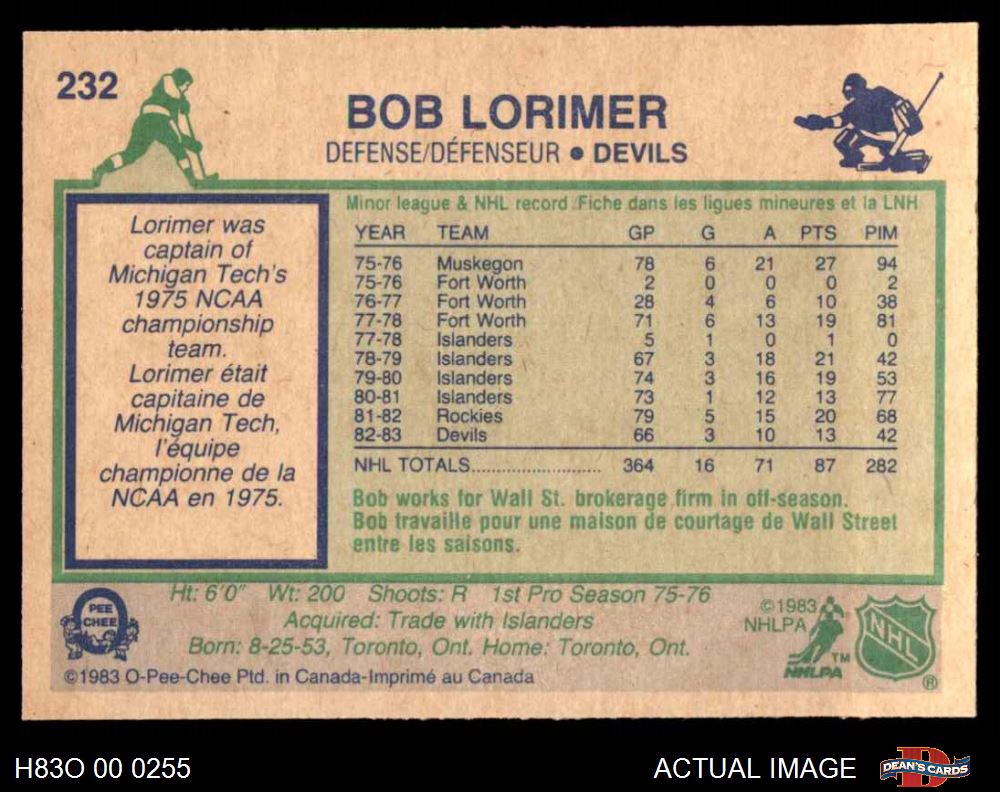 232
BOB LORIMER
DEFENSE/DÉFENSEUR • DEVILS
Lorimer was
captain of
Michigan Tech's
1975 NCAA
championship
team.
Lorimer était
capitaine de
Michigan Tech,
l'équipe
championne de la
NCAA en 1975.
Minor league & NHL record/Fiche dans les ligues mineures et la LNH
YEAR TEAM GP G A PTS PIM
75-76 Muskegon 78 6 21 27 94
75-76 Fort Worth 2 0 0 0 2
76-77 Fort Worth 28 4 6 10 38
77-78 Fort Worth 71 6 13 19 81
77-78 Islanders 5 1 0 1 0
78-79 Islanders 67 3 18 21 42
79-80 Islanders 74 3 16 19 53
80-81 Islanders 73 1 12 13 77
81-82 Rockies 79 5 15 20 68
82-83 Devils 66 3 10 13 42
NHL TOTALS........................... 364 16 71 87 282
Bob works for Wall St. brokerage firm in off-season.
Bob travaille pour une maison de courtage de Wall Street
entre les saisons.
Ht: 6'0" Wt: 200 Shoots: R 1st Pro Season 75-76
Acquired: Trade with Islanders
Born: 8-25-53, Toronto, Ont. Home: Toronto, Ont.
O PEE
CHEE
©1983 O-Pee-Chee Ptd. in Canada-Imprimé au Canada
©1983
NHLPA
TM
NHLPA
NHL
®
H83O 00 0255
ACTUAL IMAGE
D
DEAN'S CARDS